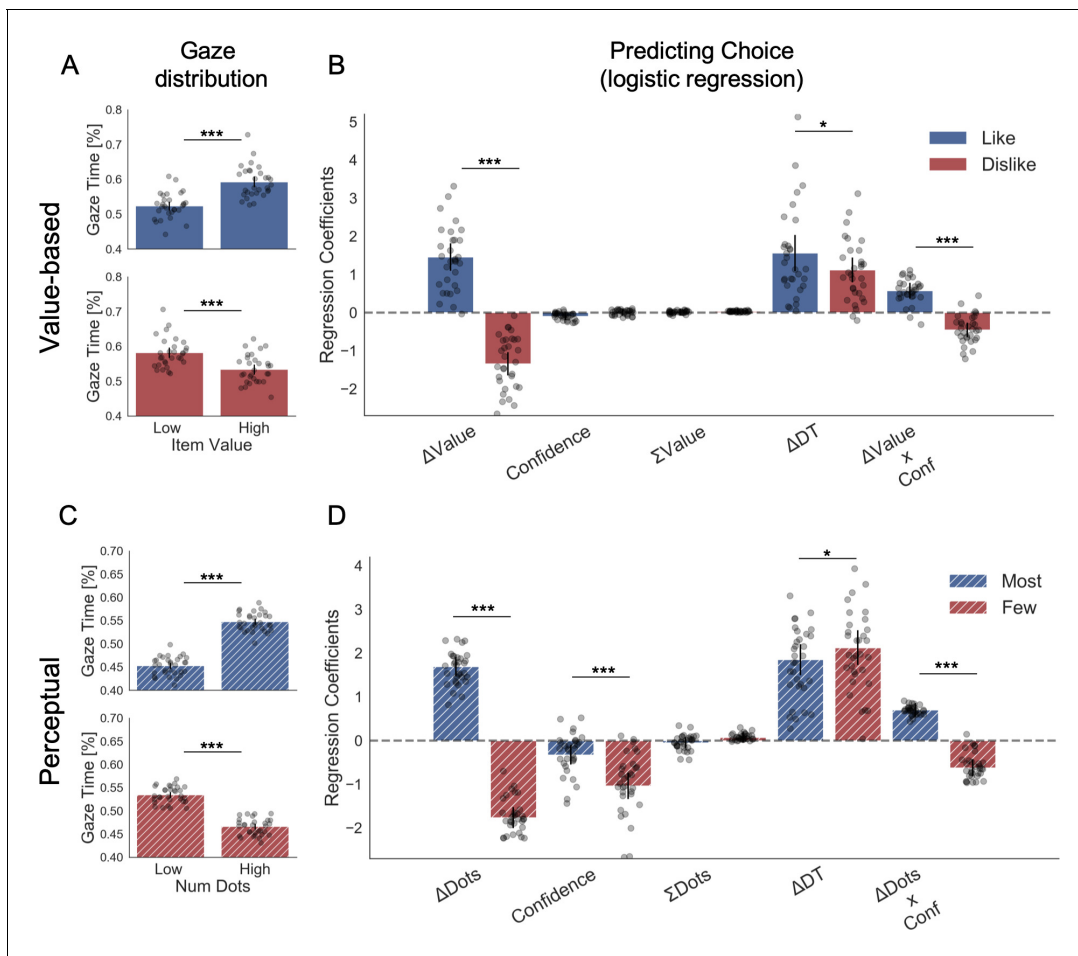 Gaze
distribution
Predicting Choice
(logistic regression)
A
B
Value-based
Gaze Time [%]
0.8
0.7
0.6
0.5
0.4
***
Gaze Time [%]
0.8
0.7
0.6
0.5
0.4
***
Low
High
Item Value
Regression Coefficients
5
4
3
2
1
0
−1
−2
***
*
***
Like
Dislike
ΔValue
Confidence
ΣValue
ΔDT
ΔValue
x
Conf
C
D
Perceptual
Gaze Time [%]
0.70
0.65
0.60
0.55
0.50
0.45
0.40
***
Gaze Time [%]
0.70
0.65
0.60
0.55
0.50
0.45
0.40
***
Low
High
Num Dots
Regression Coefficients
4
3
2
1
0
−1
−2
***
***
*
***
Most
Few
ΔDots
Confidence
ΣDots
ΔDT
ΔDots
x
Conf